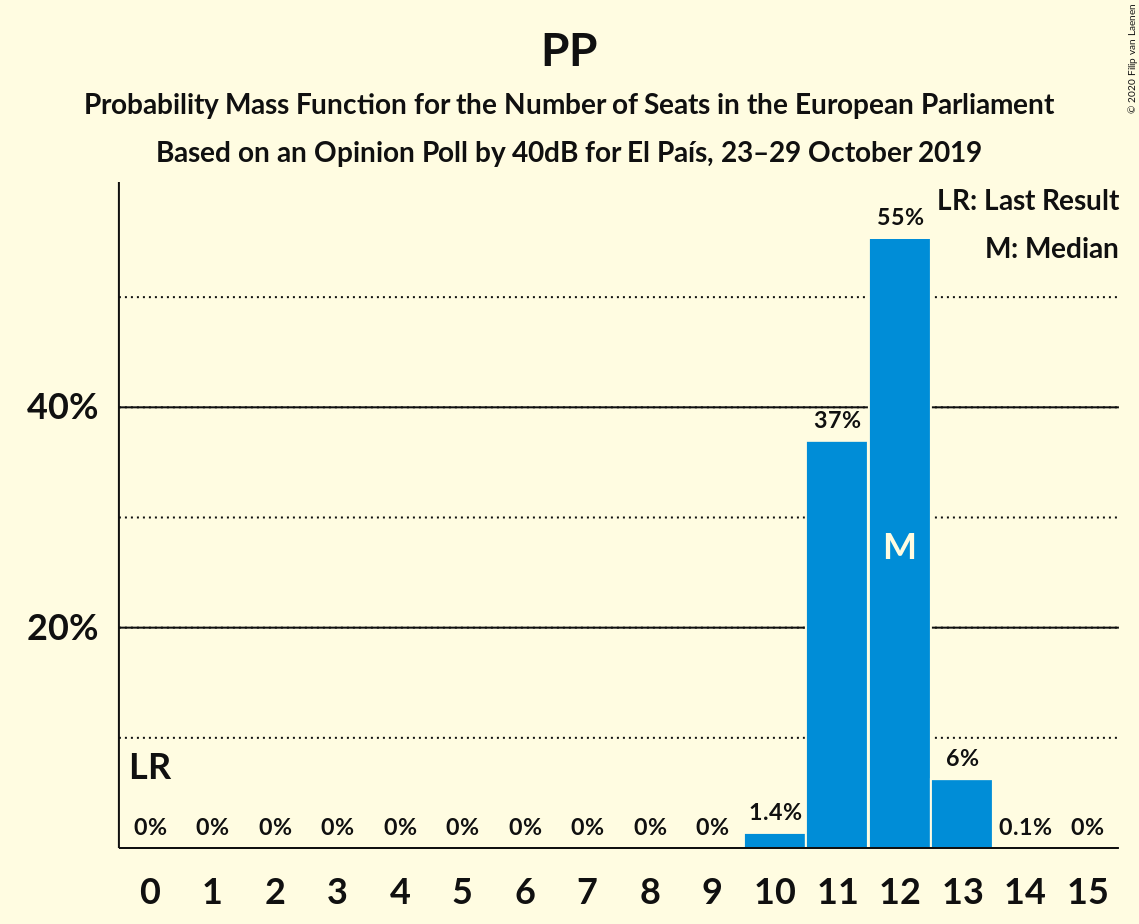 PP
Probability Mass Function for the Number of Seats in the European Parliament
Based on an Opinion Poll by 40dB for El País, 23–29 October 2019
© 2020 Filip van Laenen
LR: Last Result
M: Median
55%
40%
37%
M
20%
LR
6%
0% 0% 0% 0% 0% 0% 0% 0% 0% 0% 1.4% 0.1% 0%
0 1 2 3 4 5 6 7 8 9 10 11 12 13 14 15